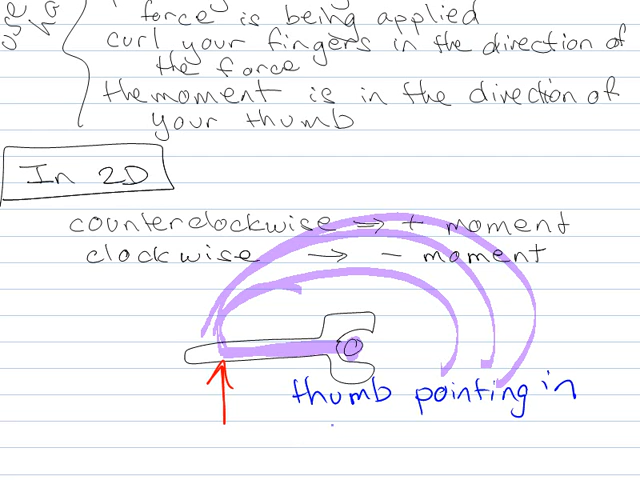 force is being applied
curl your fingers in the direction of
the force
the moment is in the direction of
your thumb
In 2D
counterclockwise → + moment
clockwise → - moment
thumb pointing in